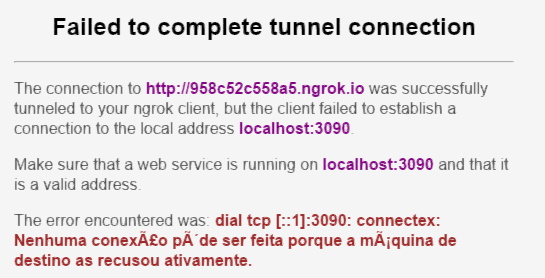 Failed to complete tunnel connection
The connection to http://958c52c558a5.ngrok.io was successfully
tunneled to your ngrok client, but the client failed to establish a
connection to the local address localhost:3090.
Make sure that a web service is running on localhost:3090 and that it
is a valid address.
The error encountered was: dial tcp [::1]:3090: connectex:
Nenhuma conexÃ£o pÃ´de ser feita porque a mÃ¡quina de
destino as recusou ativamente.